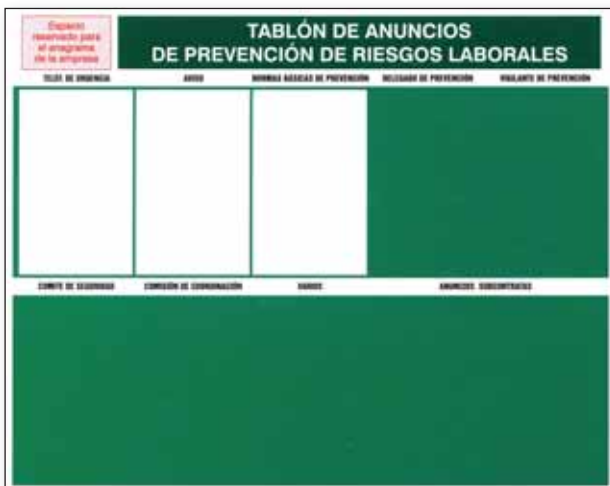 Espacio
reservado para
el anagrama
de la empresa
TABLÓN DE ANUNCIOS
DE PREVENCIÓN DE RIESGOS LABORALES
TELÉF. DE URGENCIA AVISO NORMAS BÁSICAS DE PREVENCIÓN DELEGADO DE PREVENCIÓN VIGILANTE DE PREVENCIÓN
COMITE DE SEGURIDAD COMISIÓN DE COORDINACIÓN VARIOS ANUNCIOS SUBCONTRATAS